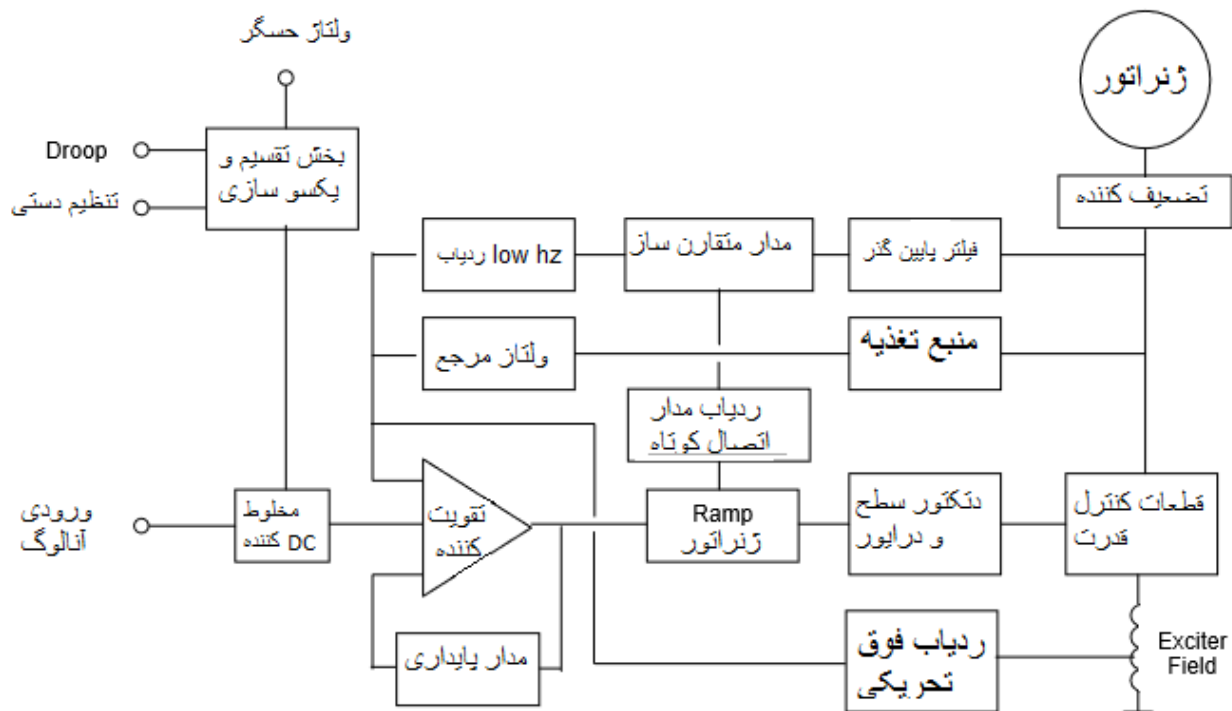 ولتاژ حسگر
ژنراتور
Droop
بخش تقسیم و
یکسو سازی
تنظیم دستی
تضعیف کننده
ردیاب low hz
مدار متقارن ساز
فیلتر پایین گذر
ولتاز مرجع
منبع تغذیه
ردیاب مدار
اتصال کوتاه
ورودی
آنالوگ
مخلوط
کننده DC
تقویت
کننده
Ramp
ژنراتور
دتکتور سطح
و درایور
قطعات کنترل
قدرت
مدار پایداری
ردیاب فوق
تحریکی
Exciter
Field